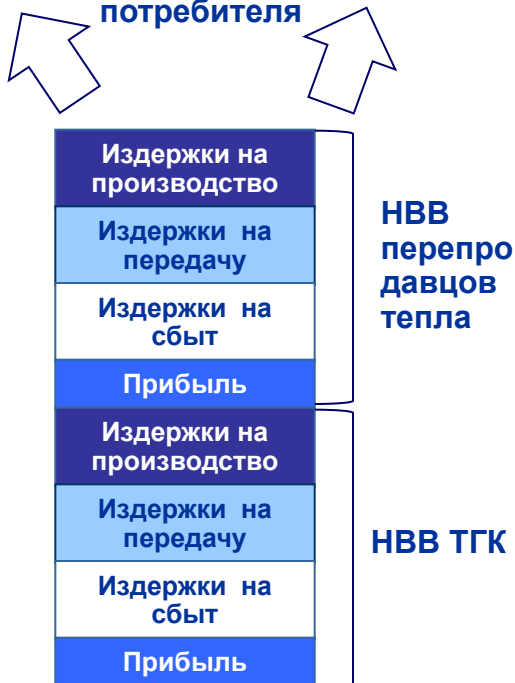 потребителя
Издержки на
производство
Издержки на
передачу
Издержки на
сбыт
Прибыль
НВВ
перепро
давцов
тепла
Издержки на
производство
Издержки на
передачу
Издержки на
сбыт
Прибыль
НВВ ТГК